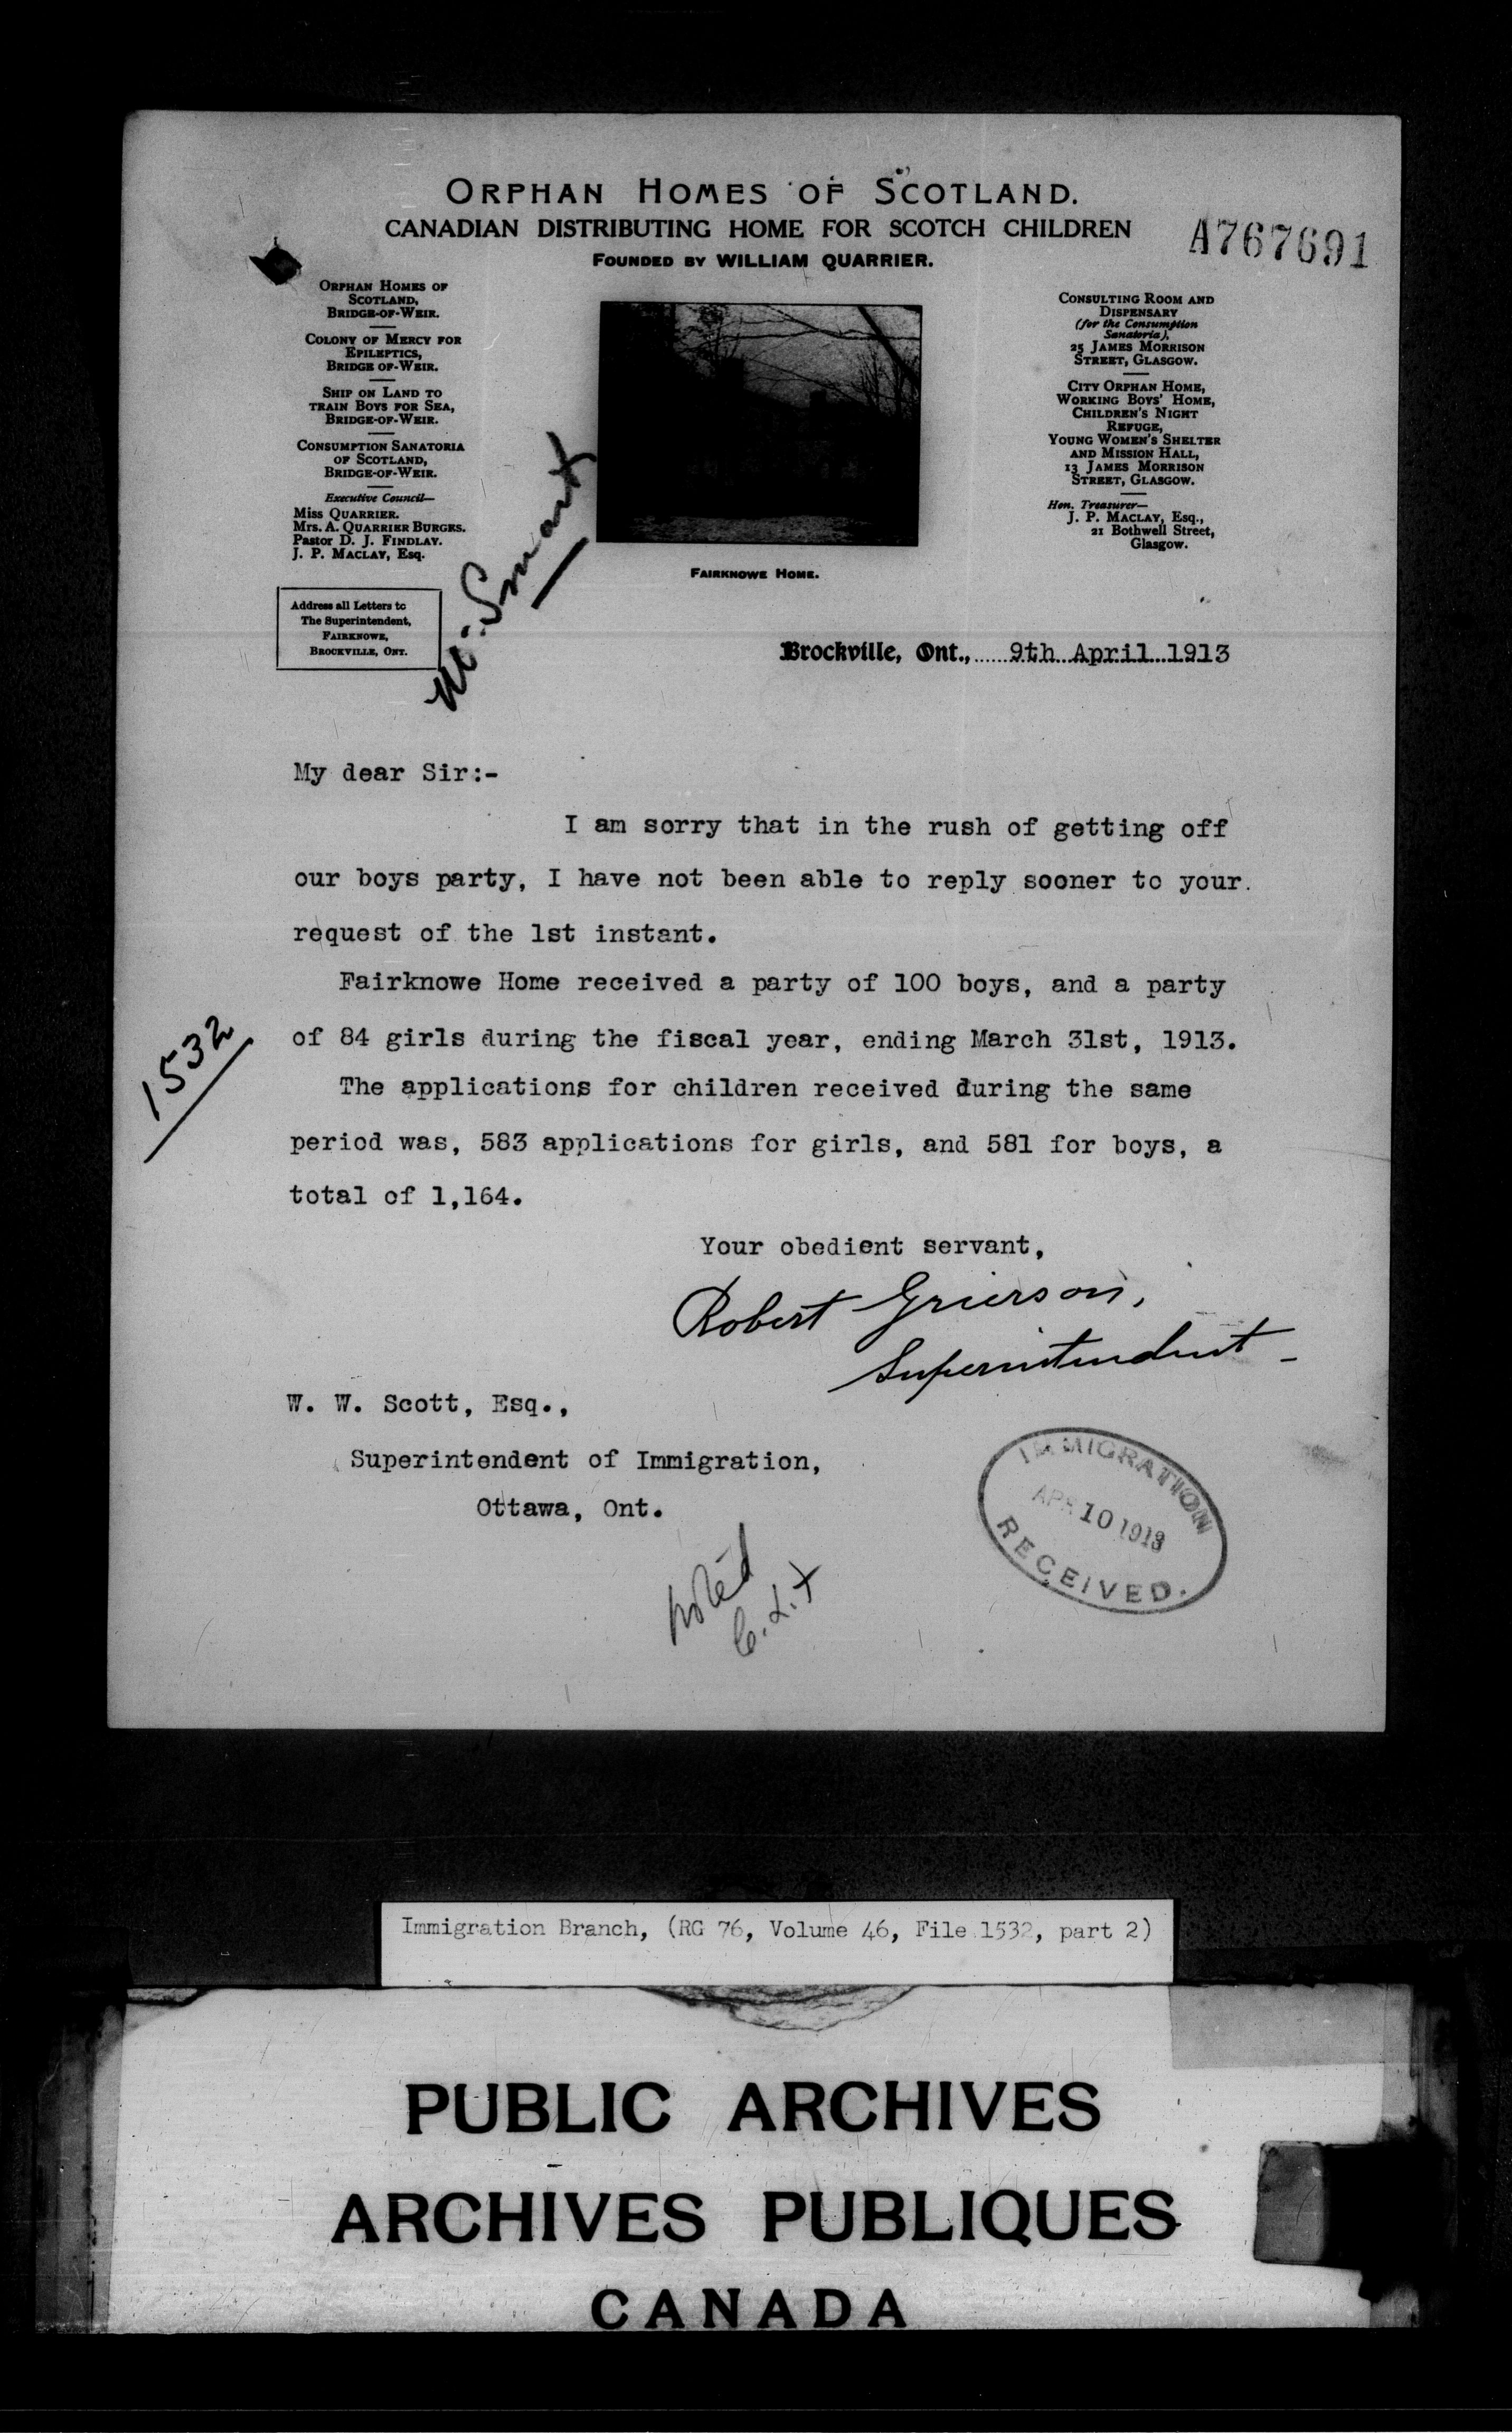 ORPHAN HOMES OF SCOTLAND.
CANADIAN DISTRIBUTING HOME FOR SCOTCH CHILDREN
FOUNDED BY WILLIAM QUARRIER.
A767691
ORPHAN HOMES OF
SCOTLAND,
BRIDGE-OF-WEIR.
COLONY OF MERCY FOR
EPILEPTICS,
BRIDGE OF-WEIR.
SHIP ON LAND TO
TRAIN BOYS FOR SEA,
BRIDGE-OF-WEIR.
CONSUMPTION SANATORIA
OF SCOTLAND,
BRIDGE-OF-WEIR.
Executive Council—
Miss QUARRIER.
Mrs. A. QUARRIER BURGES.
Pastor D. J. FINDLAY.
J. P. MACLAY, Esq.
Address all Letters to
The Superintendent,
FAIRKNOWE,
BROCKVILLE, ONT.
FAIRKNOWE HOME.
CONSULTING ROOM AND
DISPENSARY
(for the Consumption
Sanatoria),
25 JAMES MORRISON
STREET, GLASGOW.
CITY ORPHAN HOME,
WORKING BOYS' HOME,
CHILDREN'S NIGHT
REFUGE,
YOUNG WOMEN'S SHELTER
AND MISSION HALL,
13 JAMES MORRISON
STREET, GLASGOW.
Hon. Treasurer—
J. P. MACLAY, Esq.,
21 Bothwell Street,
Glasgow.
Smart
Brockville, Ont., 9th April 1913
My dear Sir:-
I am sorry that in the rush of getting off
our boys party, I have not been able to reply sooner to your
request of the 1st instant.
Fairknowe Home received a party of 100 boys, and a party
of 84 girls during the fiscal year, ending March 31st, 1913.
1532
The applications for children received during the same
period was, 583 applications for girls, and 581 for boys, a
total of 1,164.
Your obedient servant,
Robert Grierson,
Superintendent
W. W. Scott, Esq.,
Superintendent of Immigration,
Ottawa, Ont.
IMMIGRATION
APR 10 1913
RECEIVED.
noted
Immigration Branch, (RG 76, Volume 46, File 1532, part 2)
PUBLIC ARCHIVES
ARCHIVES PUBLIQUES
CANADA